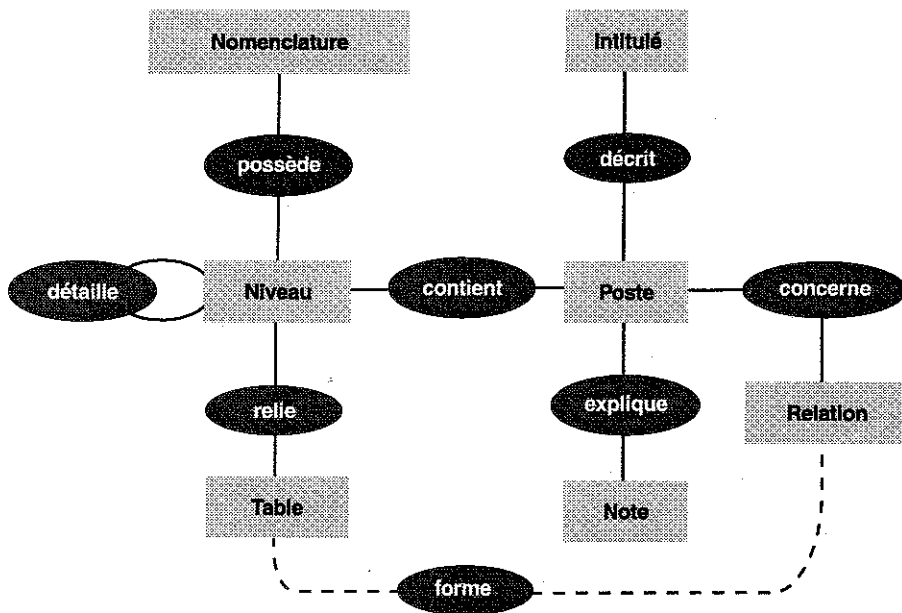 Nomenclature
Intitulé
possède
décrit
détaille
Niveau
contient
Poste
concerne
relie
explique
Relation
Table
Note
forme